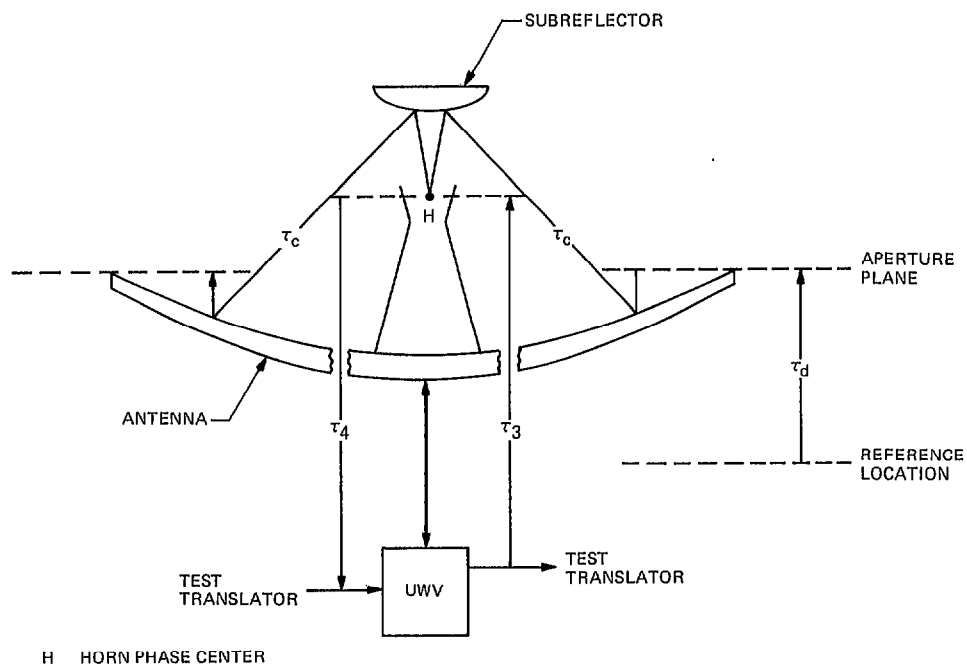 SUBREFLECTOR
H
τc
τc
APERTURE
PLANE
τd
ANTENNA
τ4
τ3
REFERENCE
LOCATION
TEST
TRANSLATOR
UWV
TEST
TRANSLATOR
H HORN PHASE CENTER